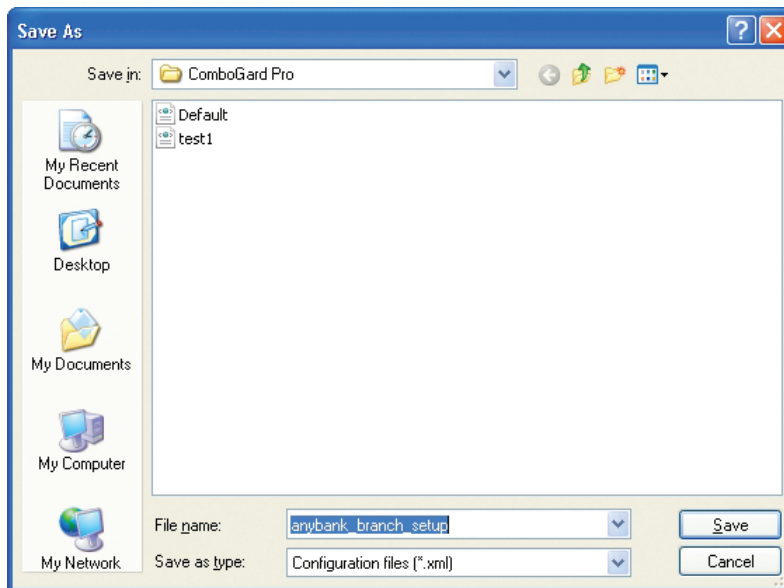 Save As
Save in:
ComboGard Pro
Default
test1
My Recent
Documents
Desktop
My Documents
My Computer
My Network
File name:
anybank_branch_setup
Save
Save as type:
Configuration files (*.xml)
Cancel